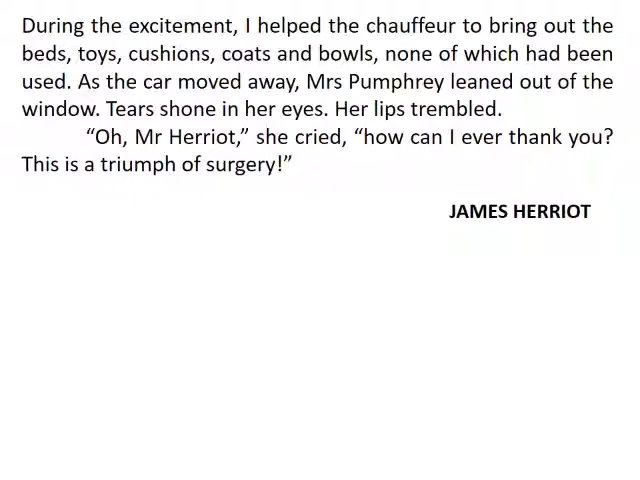 During the excitement, I helped the chauffeur to bring out the
beds, toys, cushions, coats and bowls, none of which had been
used. As the car moved away, Mrs Pumphrey leaned out of the
window. Tears shone in her eyes. Her lips trembled.
“Oh, Mr Herriot,” she cried, “how can I ever thank you?
This is a triumph of surgery!”
JAMES HERRIOT